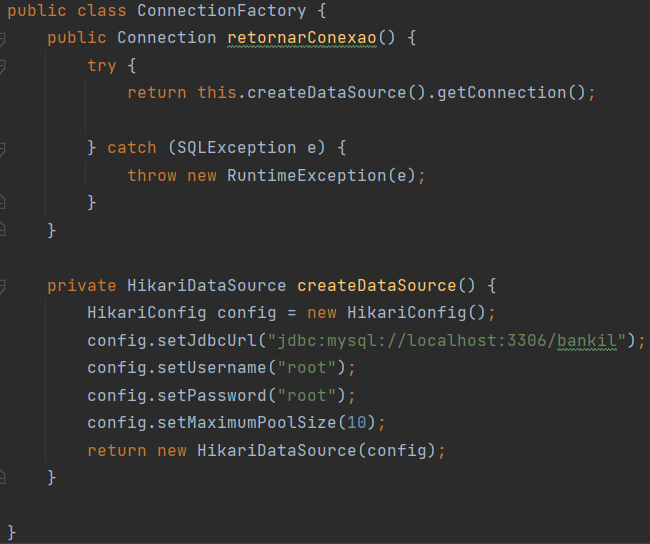 public class ConnectionFactory {
public Connection retornarConexao() {
try {
return this.createDataSource().getConnection();
} catch (SQLException e) {
throw new RuntimeException(e);
}
}
private HikariDataSource createDataSource() {
HikariConfig config = new HikariConfig();
config.setJdbcUrl("jdbc:mysql://localhost:3306/bankil");
config.setUsername("root");
config.setPassword("root");
config.setMaximumPoolSize(10);
return new HikariDataSource(config);
}
}